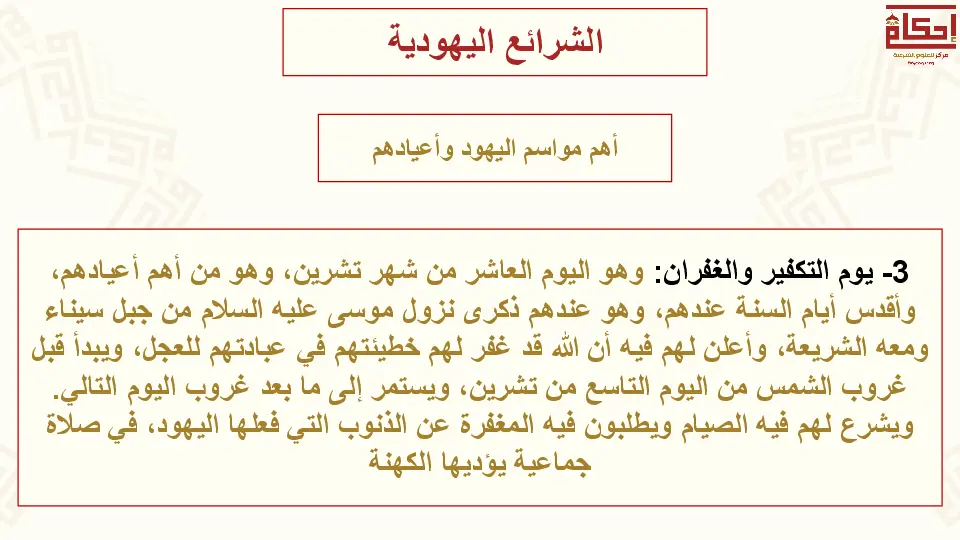 إحكام
مركز للعلوم الشرعية
الشرائع اليهودية
أهم مواسم اليهود وأعيادهم
3- يوم التكفير والغفران: وهو اليوم العاشر من شهر تشرين، وهو من أهم أعيادهم،
وأقدس أيام السنة عندهم، وهو عندهم ذكرى نزول موسى عليه السلام من جبل سيناء
ومعه الشريعة، وأعلن لهم فيه أن الله قد غفر لهم خطيئتهم في عبادتهم للعجل، ويبدأ قبل
غروب الشمس من اليوم التاسع من تشرين، ويستمر إلى ما بعد غروب اليوم التالي.
ويشرع لهم فيه الصيام ويطلبون فيه المغفرة عن الذنوب التي فعلها اليهود، في صلاة
جماعية يؤديها الكهنة